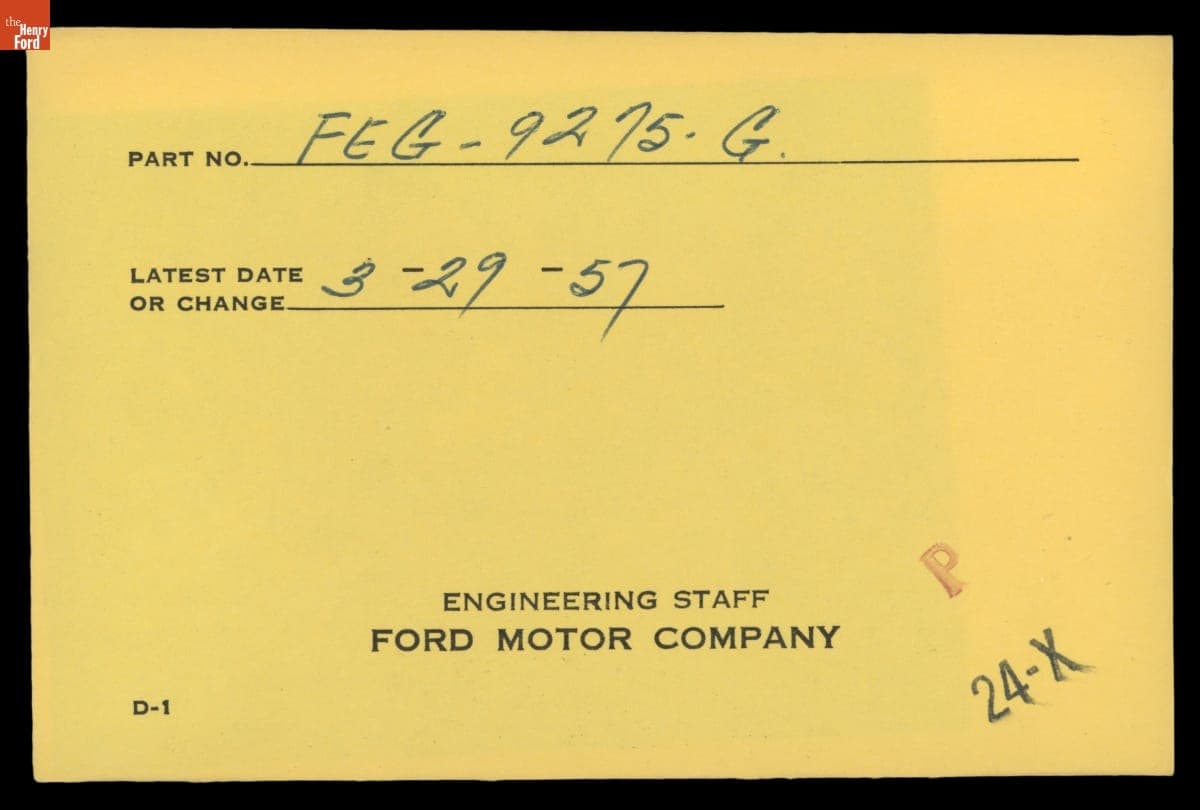 the
Henry
Ford
PART NO. FEG-9275-G.
LATEST DATE
OR CHANGE 3-29-57
P
ENGINEERING STAFF
FORD MOTOR COMPANY
24-X
D-1